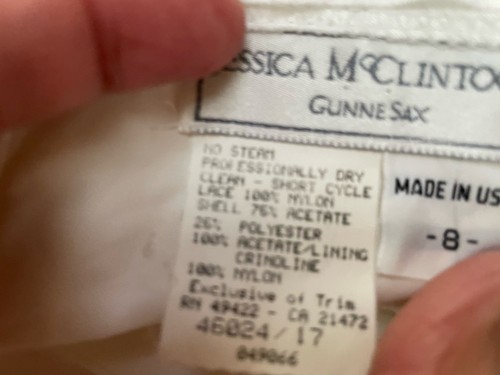 ESSICA McCLINTO
GUNNE SAX
NO STEAM
PROFESSIONALLY DRY
CLEAN - SHORT CYCLE
LACE 100% NYLON
SHELL 75% ACETATE
26% POLYESTER
100% ACETATE/LINING
CRINOLINE
100% NYLON
Exclusive of Trim
RN 49422 - CA 21472
46024/17
049066
MADE IN US
-8-